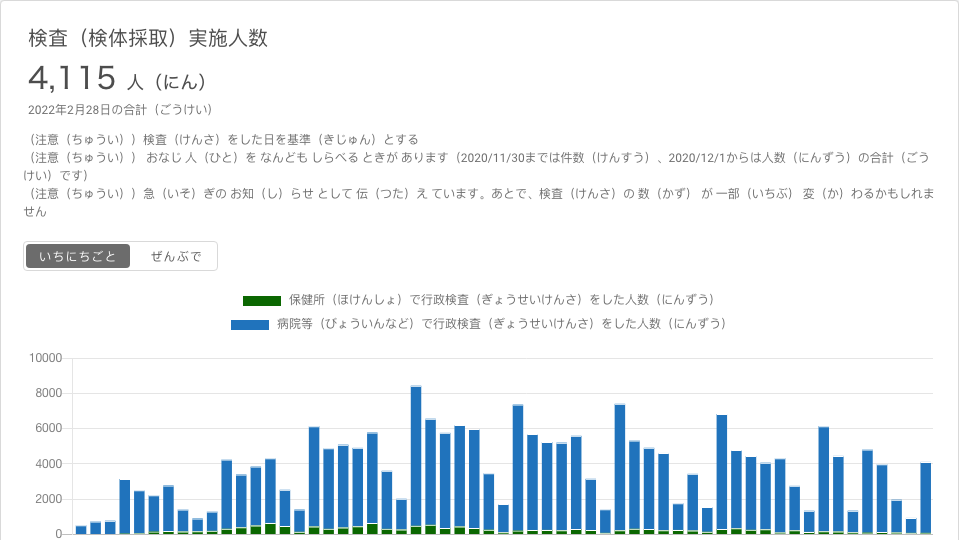 検査（検体採取）実施人数
4,115 人（にん）
2022年2月28日の合計（ごうけい）
（注意（ちゅうい））検査（けんさ）をした日を基準（きじゅん）とする
（注意（ちゅうい）） おなじ 人（ひと）を なんども しらべる ときが あります（2020/11/30までは件数（けんすう）、2020/12/1からは人数（にんずう）の合計（ごう
けい）です）
（注意（ちゅうい））急（いそ）ぎの お知（し）らせ として 伝（つた）え ています。あとで、検査（けんさ）の 数（かず） が 一部（いちぶ） 変（か）わるかもしれま
せん
いちにちごと ぜんぶで
保健所（ほけんしょ）で行政検査（ぎょうせいけんさ）をした人数（にんずう）
病院等（びょういんなど）で行政検査（ぎょうせいけんさ）をした人数（にんずう）
10000
8000
6000
4000
2000
0